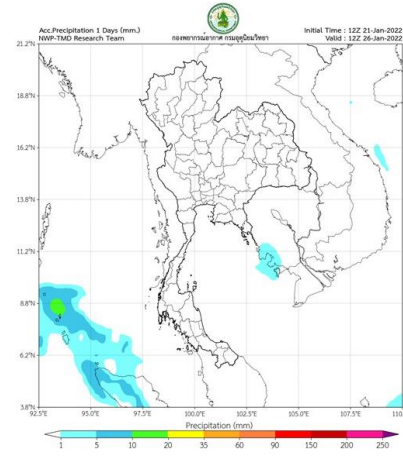 Acc.Precipitation 1 Days (mm.)
NWP-TMD Research Team
กองพยากรณ์อากาศ กรมอุตุนิยมวิทยา
Initial Time : 12Z 21-Jan-2022
Valid : 12Z 26-Jan-2022
21.2°N
18.8°N
16.2°N
13.8°N
11.2°N
8.8°N
6.2°N
3.8°N
92.5°E 95.0°E 97.5°E 100.0°E 102.5°E 105.0°E 107.5°E 110.
Precipitation (mm)
1 5 10 20 35 60 90 150 200 250